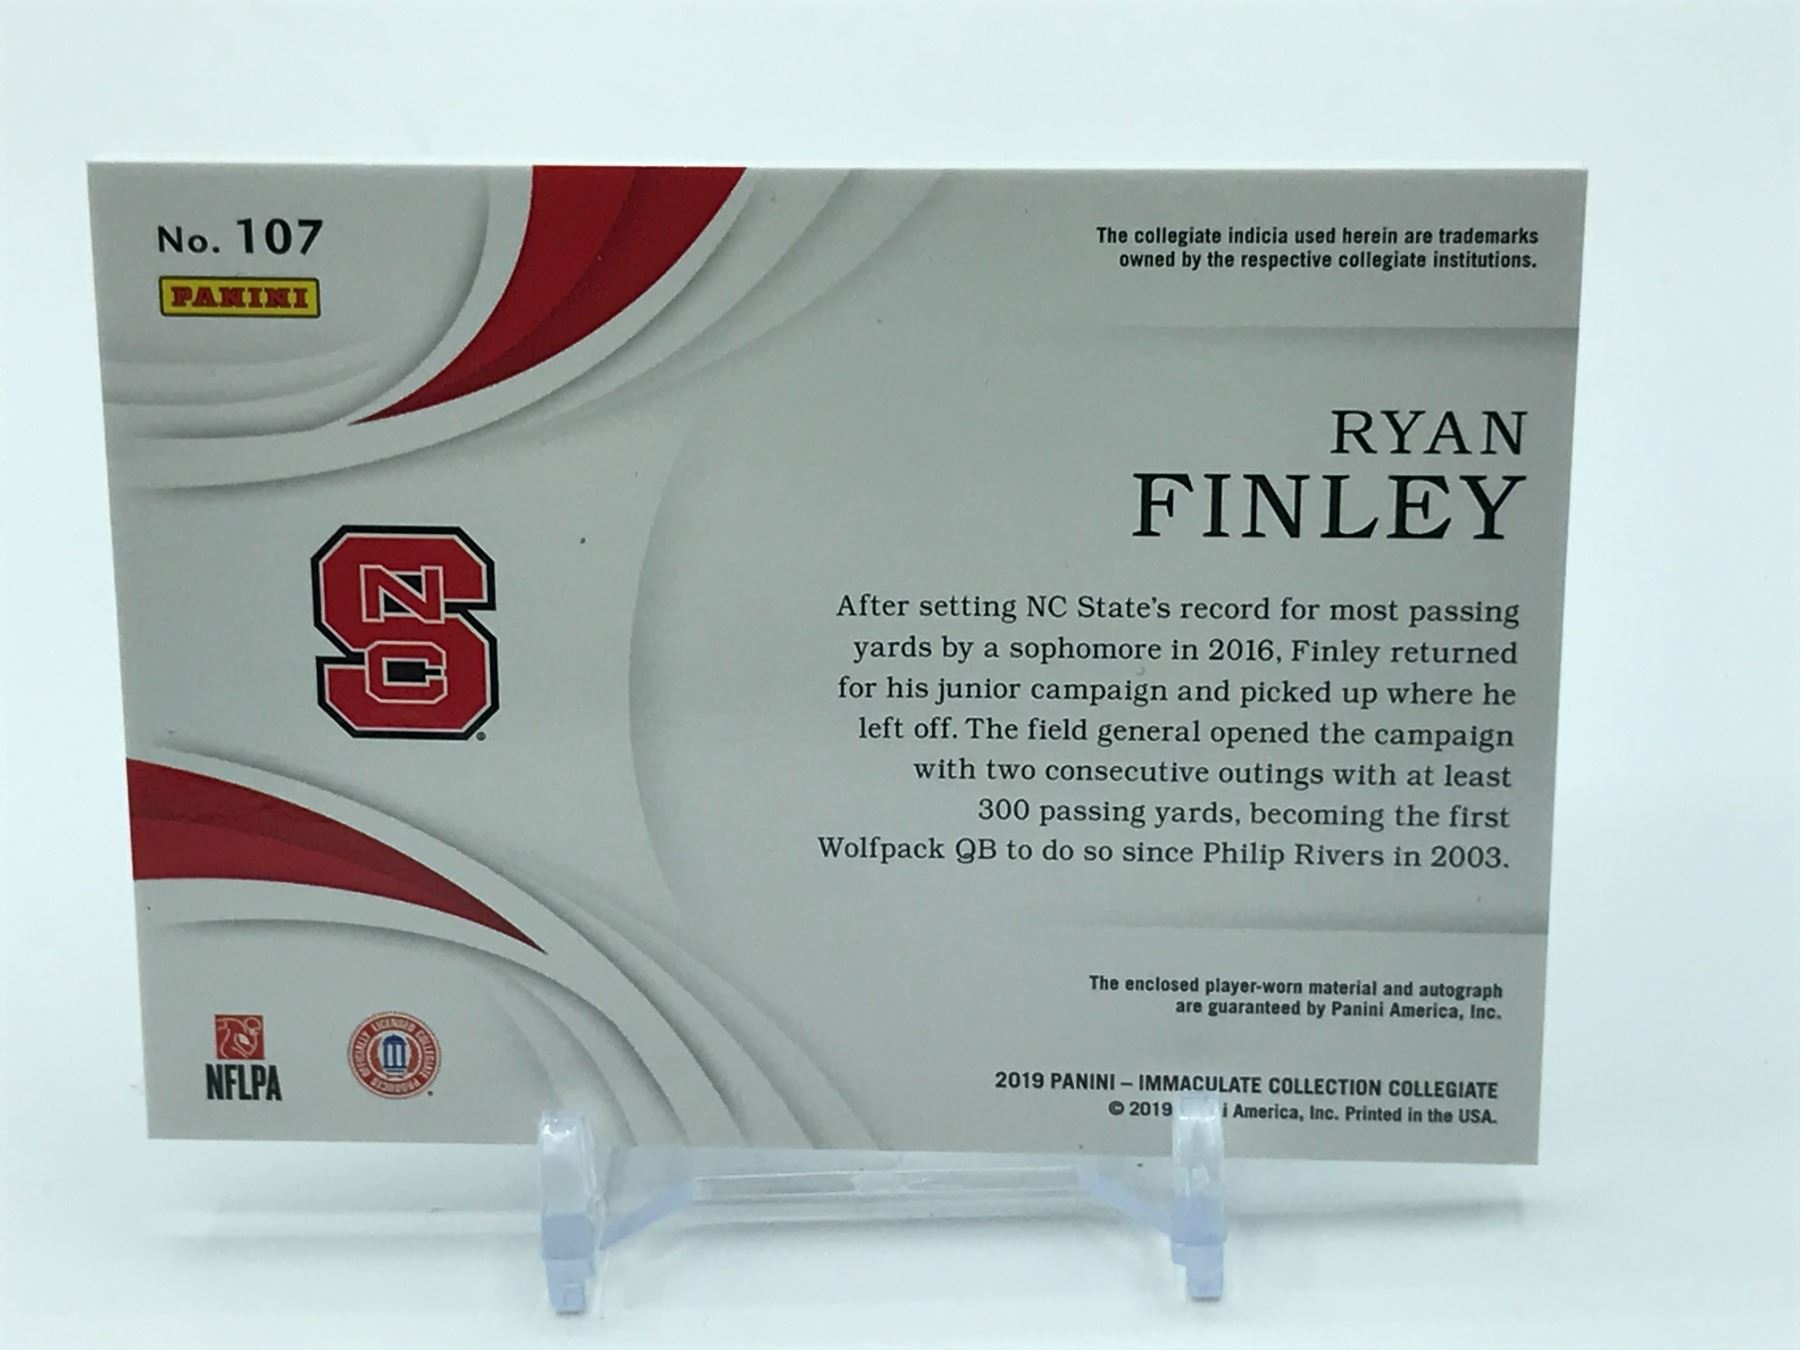 No. 107
PANINI
The collegiate indicia used herein are trademarks
owned by the respective collegiate institutions.
RYAN
FINLEY
After setting NC State's record for most passing
yards by a sophomore in 2016, Finley returned
for his junior campaign and picked up where he
left off. The field general opened the campaign
with two consecutive outings with at least
300 passing yards, becoming the first
Wolfpack QB to do so since Philip Rivers in 2003.
NCS
®
The enclosed player-worn material and autograph
are guaranteed by Panini America, Inc.
NFLPA
OFFICIALLY LICENSED COLLEGIATE PRODUCTS
2019 PANINI – IMMACULATE COLLECTION COLLEGIATE
© 2019 i America, Inc. Printed in the USA.